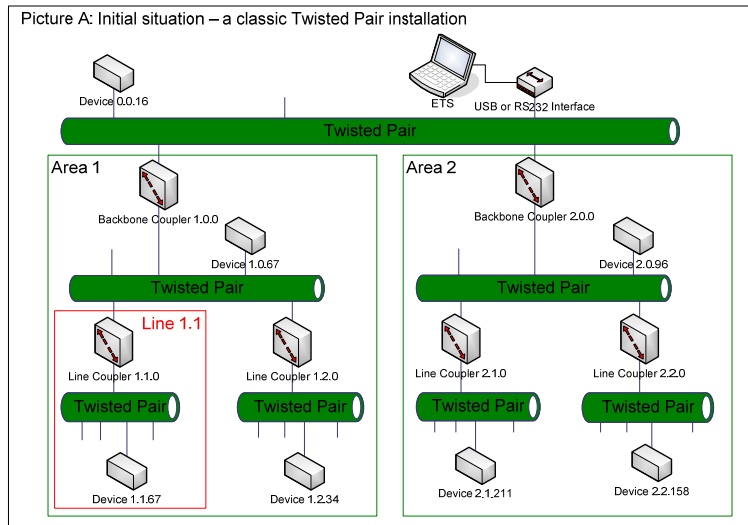 Picture A: Initial situation – a classic Twisted Pair installation
Device 0.0.16
ETS
USB or RS232 Interface
Twisted Pair
Area 1
Area 2
Backbone Coupler 1.0.0
Backbone Coupler 2.0.0
Device 1.0.67
Device 2.0.96
Twisted Pair
Twisted Pair
Line 1.1
Line Coupler 1.1.0
Line Coupler 1.2.0
Line Coupler 2.1.0
Line Coupler 2.2.0
Twisted Pair
Twisted Pair
Twisted Pair
Twisted Pair
Device 1.1.67
Device 1.2.34
Device 2.1.211
Device 2.2.158